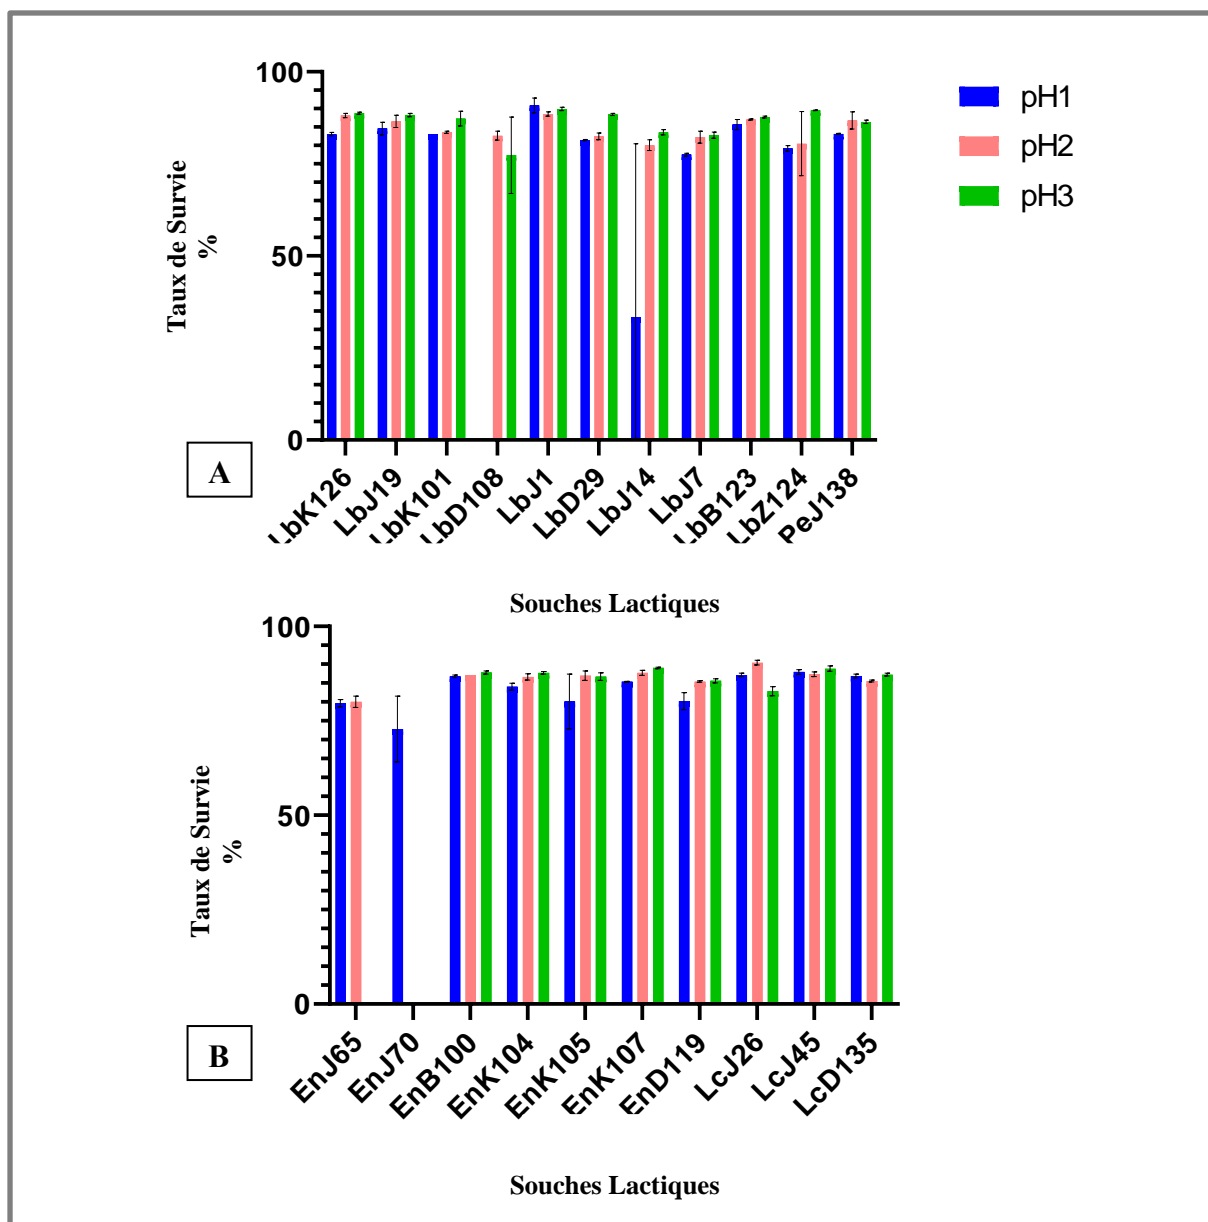 100
50
0
Taux de Survie
%
pH1
pH2
pH3
A
LbK126
LbJ19
LbK101
LbD108
LbJ1
LbD29
LbJ14
LbJ7
LbB123
LbZ124
PeJ138
Souches Lactiques
100
50
0
Taux de Survie
%
B
EnJ65
EnJ70
EnB100
EnK104
EnK105
EnK107
EnD119
LcJ26
LcJ45
LcD135
Souches Lactiques